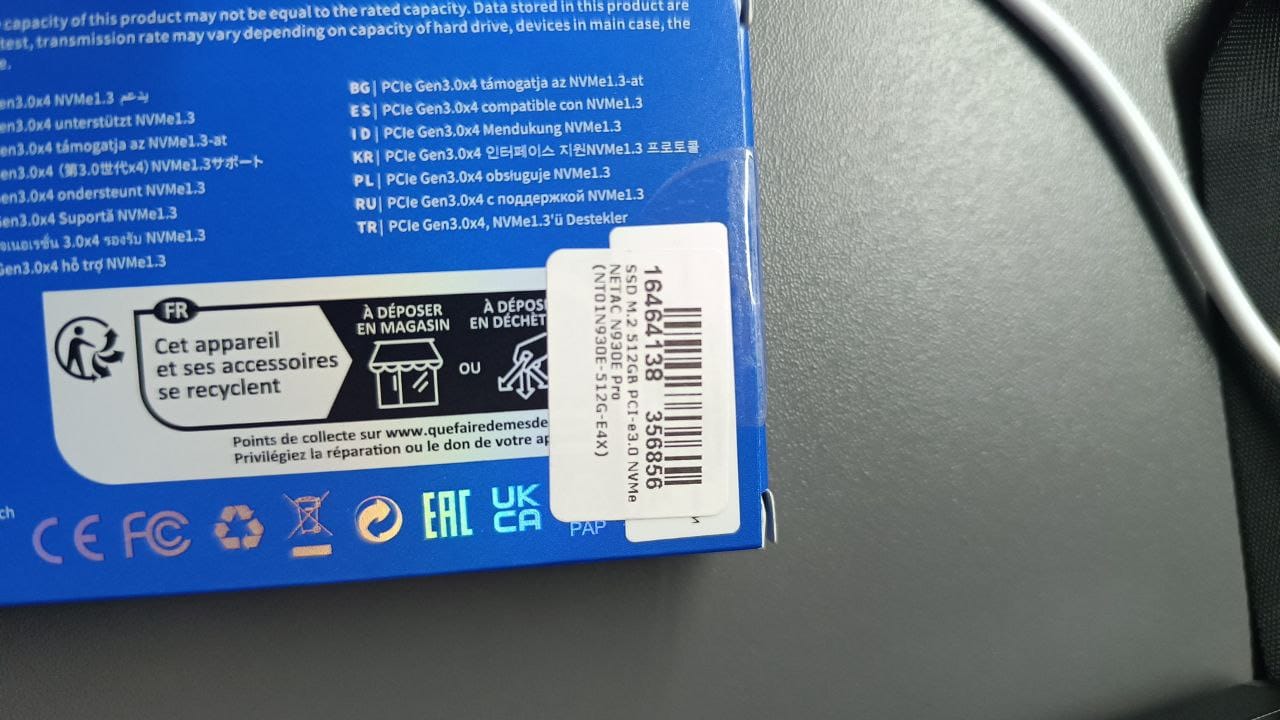 capacity of this product may not be equal to the rated capacity. Data stored in this product are
test, transmission rate may vary depending on capacity of hard drive, devices in main case, the
e.
en3.0x4 NVMe1.3 يدعم
en3.0x4 unterstützt NVMe1.3
en3.0x4 támogatja az NVMe1.3-at
en3.0x4 (第3.0世代x4) NVMe1.3サポート
en3.0x4 ondersteunt NVMe1.3
en3.0x4 Suportă NVMe1.3
3.0x4 รองรับ NVMe1.3
Gen3.0x4 hỗ trợ NVMe1.3
BG| PCIe Gen3.0x4 támogatja az NVMe1.3-at
ES| PCIe Gen3.0x4 compatible con NVMe1.3
ID| PCIe Gen3.0x4 Mendukung NVMe1.3
KR| PCIe Gen3.0x4 인터페이스 지원NVMe1.3 프로토콜
PL| PCIe Gen3.0x4 obsługuje NVMe1.3
RU| PCIe Gen3.0x4 с поддержкой NVMe1.3
TR| PCIe Gen3.0x4, NVMe1.3'ü Destekler
FR
Cet appareil
et ses accessoires
se recyclent
À DÉPOSER
EN MAGASIN
OU
À DÉPOS
EN DÉCHÈT
Points de collecte sur www.quefairedemesde
Privilégiez la réparation ou le don de votre ap
ch
CE FC EAC UK
CA
PAP
16464138 356856
SSD M.2 512GB PCI-e3.0 NVMe
NETAC N930E Pro
(NT01N930E-512G-E4X)